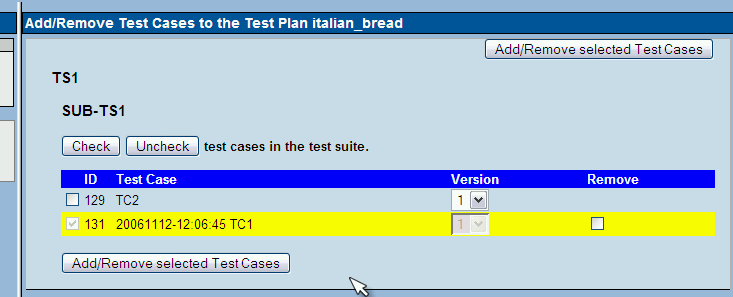 Add/Remove Test Cases to the Test Plan italian_bread
Add/Remove selected Test Cases
TS1
SUB-TS1
Check Uncheck test cases in the test suite.
ID Test Case Version Remove
129 TC2 1
131 20061112-12:06:45 TC1 1
Add/Remove selected Test Cases